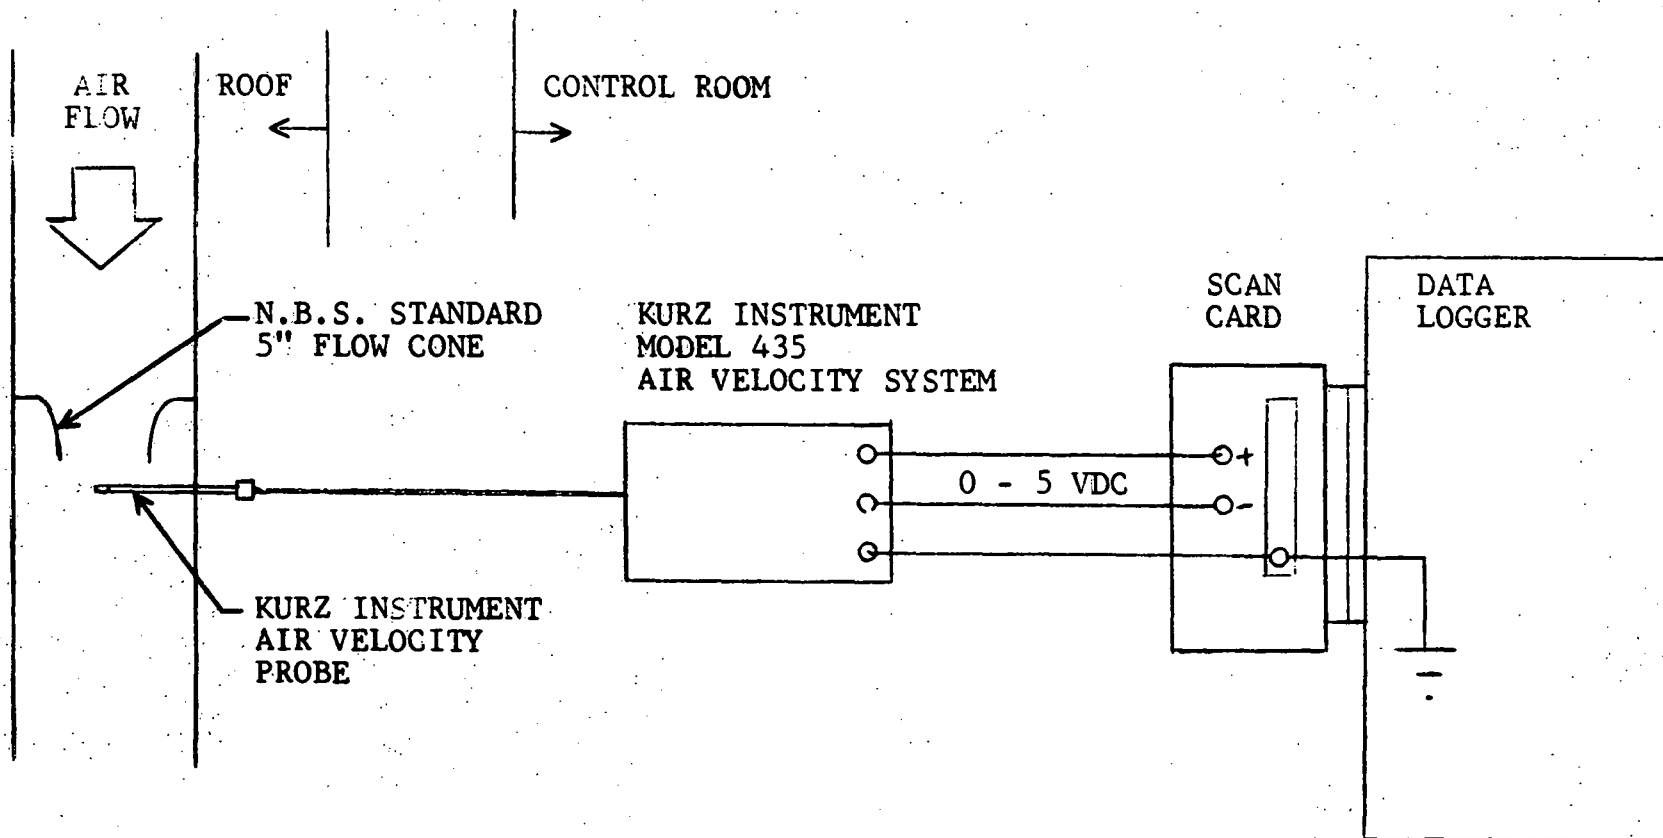 AIR
FLOW
ROOF
CONTROL ROOM
N.B.S. STANDARD
5" FLOW CONE
KURZ INSTRUMENT
MODEL 435
AIR VELOCITY SYSTEM
SCAN
CARD
DATA
LOGGER
+
0 - 5 VDC
-
KURZ INSTRUMENT
AIR VELOCITY
PROBE